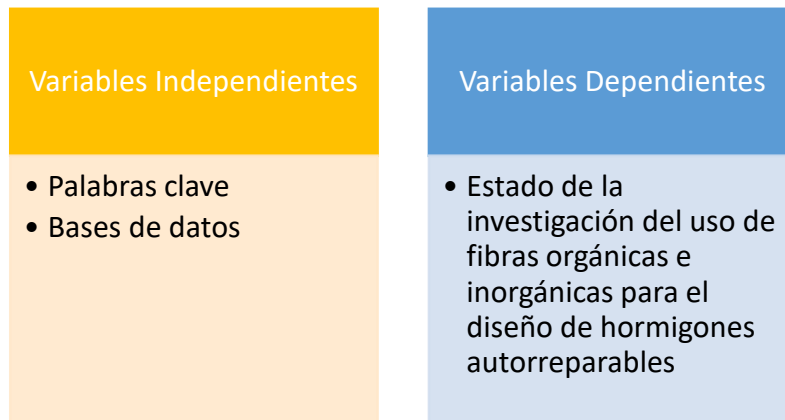 Variables Independientes
• Palabras clave
• Bases de datos
Variables Dependientes
• Estado de la
investigación del uso de
fibras orgánicas e
inorgánicas para el
diseño de hormigones
autorreparables